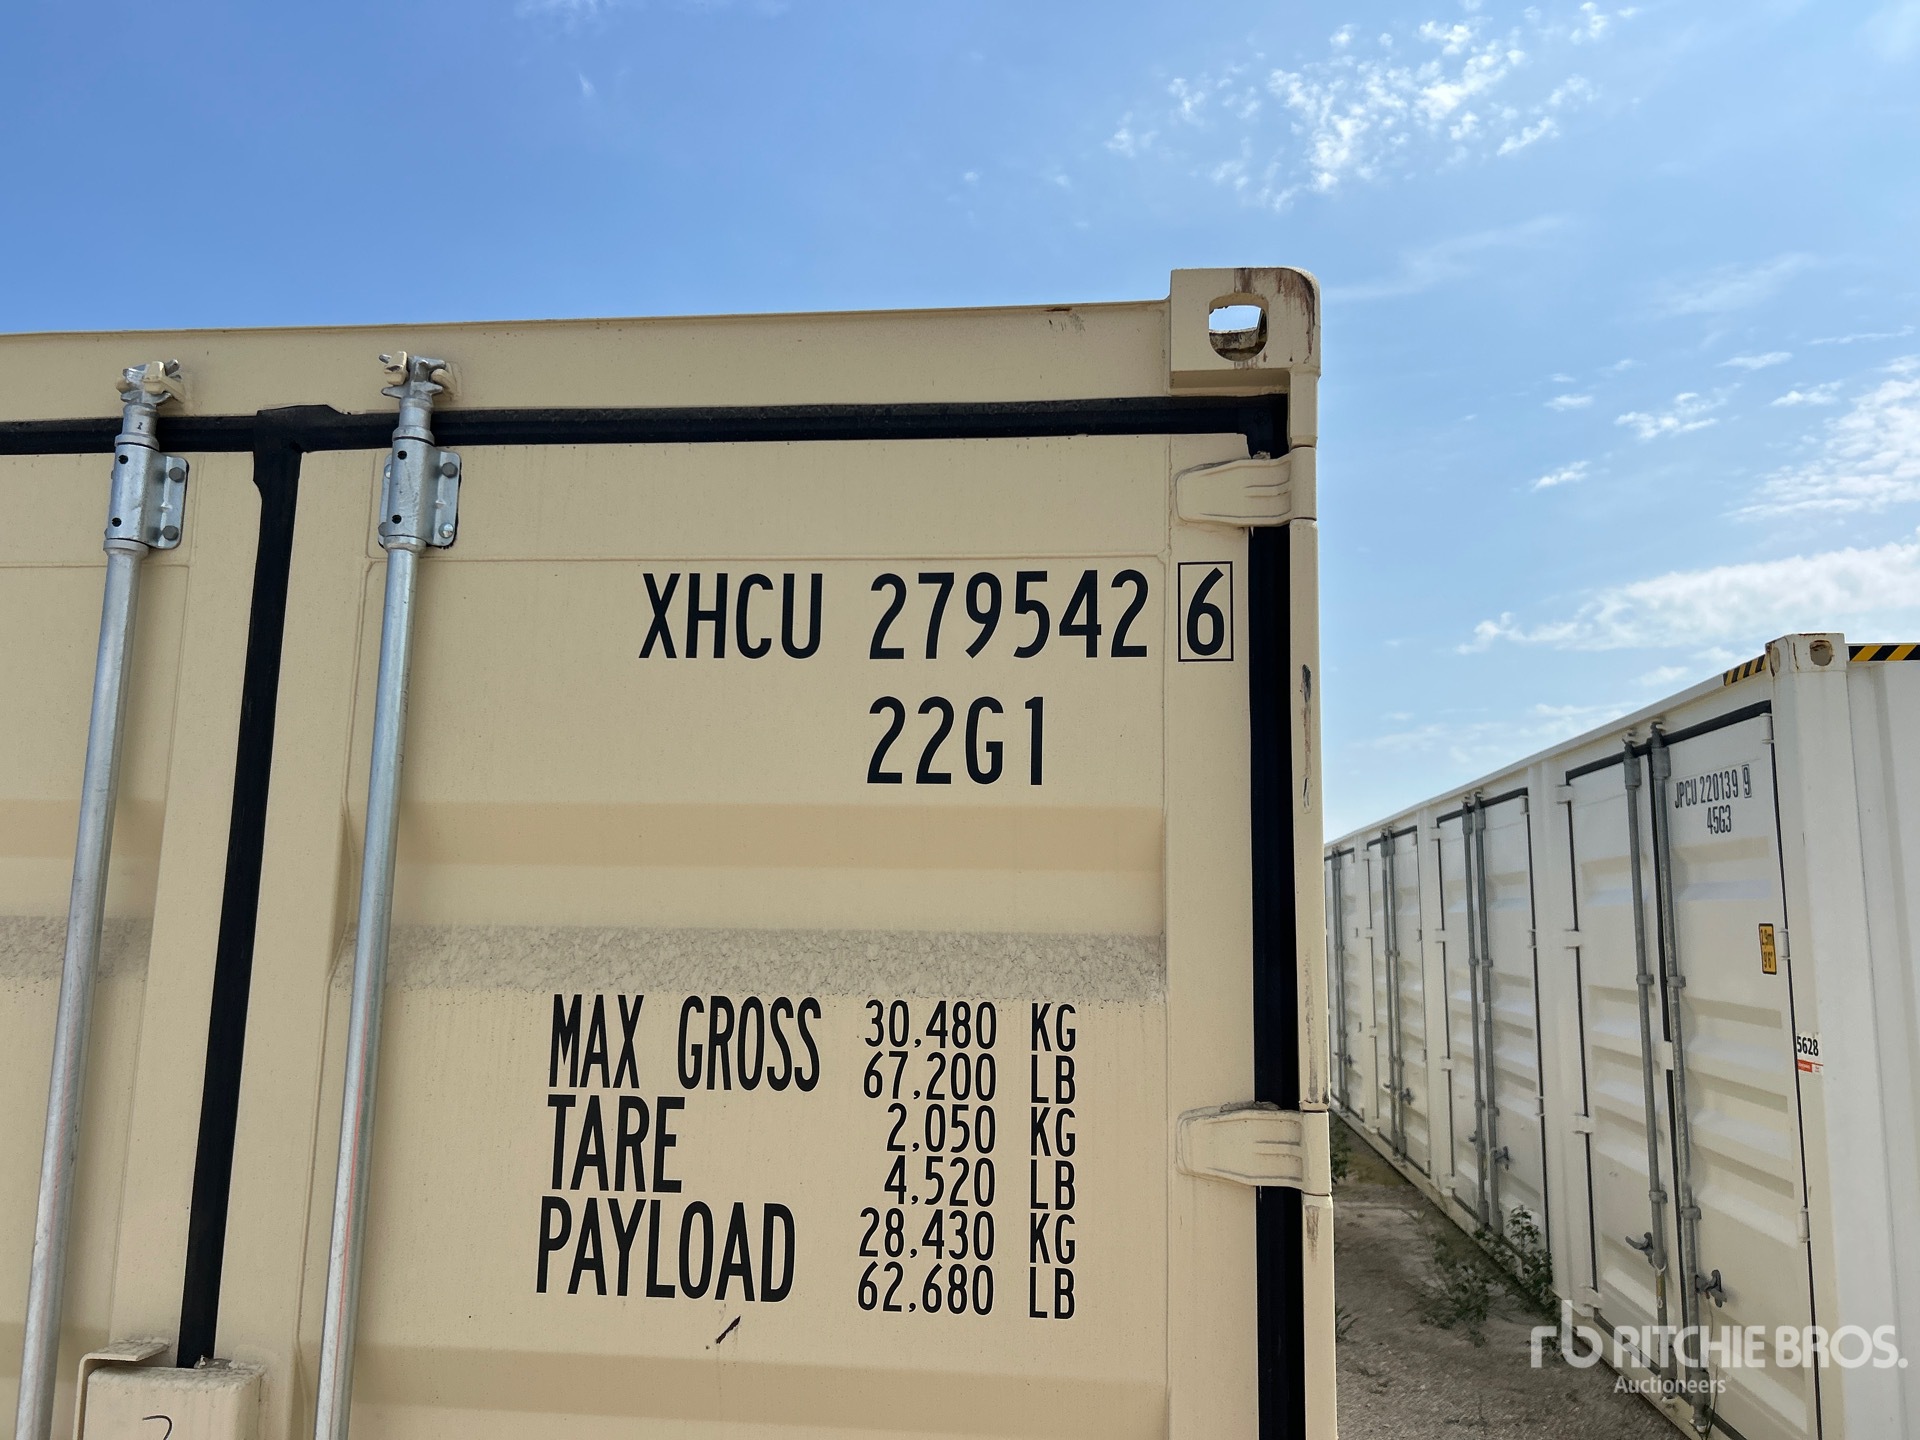 XHCU 279542 6
22G1
MAX GROSS 30,480 KG
67,200 LB
TARE 2,050 KG
4,520 LB
PAYLOAD 28,430 KG
62,680 LB
JPCU 220139 9
45G3
5628
rb RITCHIE BROS.
Auctioneers